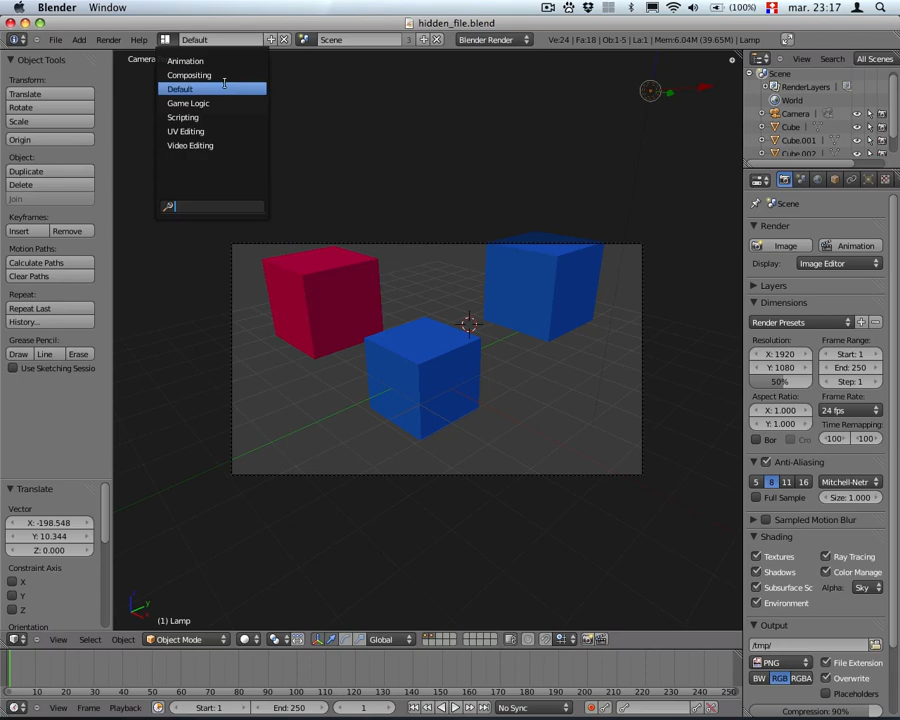 Blender Window (100%) mar. 23:17
hidden_file.blend
File Add Render Help Default Scene 3 Blender Render Ve:24 | Fa:18 | Ob:1-5 | La:1 | Mem:6.04M (39.65M) | Lamp
Object Tools
Transform:
Translate
Rotate
Scale
Origin
Object:
Duplicate
Delete
Join
Keyframes:
Insert Remove
Motion Paths:
Calculate Paths
Clear Paths
Repeat:
Repeat Last
History...
Grease Pencil:
Draw Line Erase
Use Sketching Sessio
Translate
Vector
X: -198.548
Y: 10.344
Z: 0.000
Constraint Axis
X
Y
Z
Orientation
Camera
Animation
Compositing
Default
Game Logic
Scripting
UV Editing
Video Editing
(1) Lamp
View Select Object Object Mode Global
0 10 20 30 40 50 60 70 80 90 100 110 120 130 140 150 160 170 180 190 200 210 220 230 240 250
View Frame Playback Start: 1 End: 250 1 No Sync
View Search All Scenes
Scene
RenderLayers
World
Camera
Cube
Cube.001
Cube.002
Scene
Render
Image Animation
Display: Image Editor
Layers
Dimensions
Render Presets
Resolution: Frame Range:
X: 1920 Start: 1
Y: 1080 End: 250
50% Step: 1
Aspect Ratio: Frame Rate:
X: 1.000 24 fps
Y: 1.000 Time Remapping:
Bor Cro 100 100
Anti-Aliasing
5 8 11 16 Mitchell-Netr
Full Sample Size: 1.000
Sampled Motion Blur
Shading
Textures Ray Tracing
Shadows Color Manage
Subsurface Sc Alpha: Sky
Environment
Output
/tmp/
PNG File Extension
BW RGB RGBA Overwrite
Placeholders
Compression: 90%